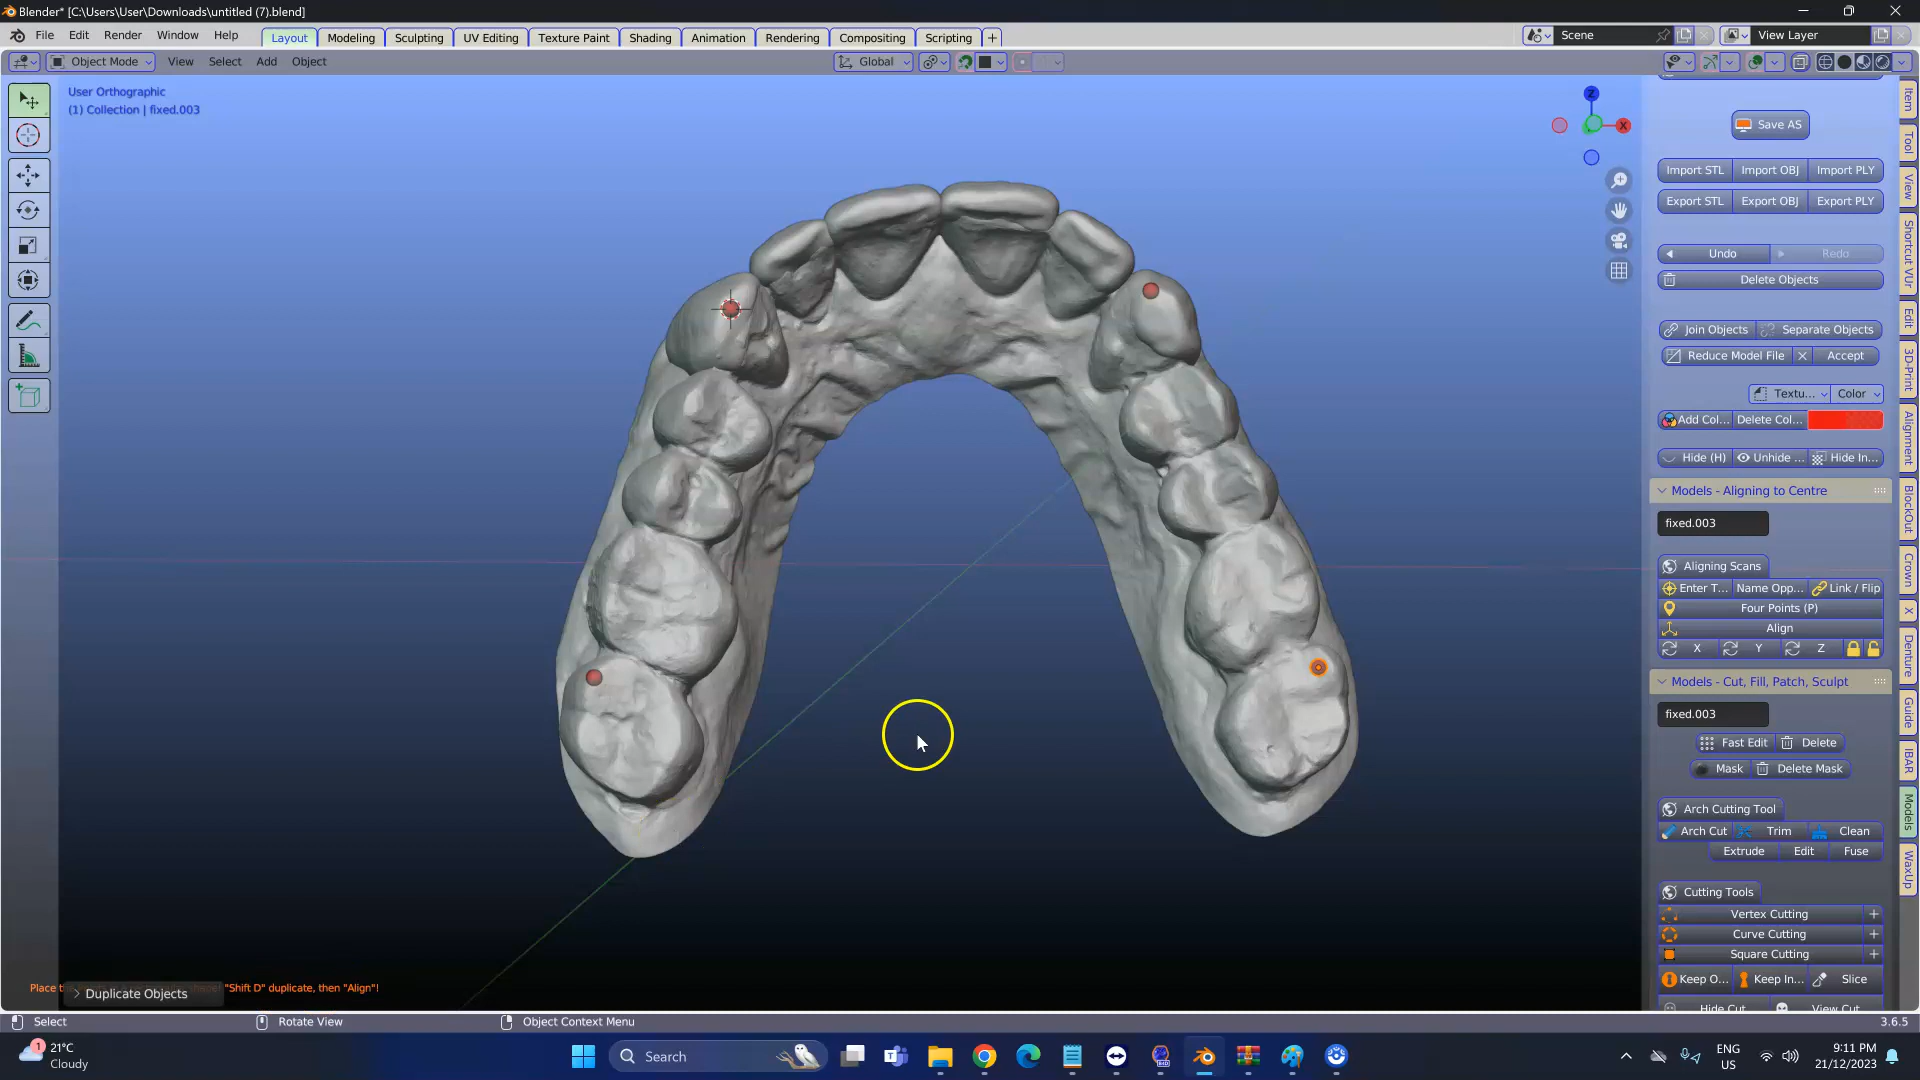 Blender* [C:\Users\User\Downloads\untitled (7).blend]
File Edit Render Window Help
Layout Modeling Sculpting UV Editing Texture Paint Shading Animation Rendering Compositing Scripting +
Scene View Layer
Object Mode View Select Add Object Global
User Orthographic
(1) Collection | fixed.003
Z
X
Save AS
Import STL Import OBJ Import PLY
Export STL Export OBJ Export PLY
Undo Redo
Delete Objects
Join Objects Separate Objects
Reduce Model File Accept
Textu... Color
Add Col... Delete Col...
Hide (H) Unhide ... Hide In...
Models - Aligning to Centre
fixed.003
Aligning Scans
Enter T... Name Opp... Link / Flip
Four Points (P)
Align
X Y Z
Models - Cut, Fill, Patch, Sculpt
fixed.003
Fast Edit Delete
Mask Delete Mask
Arch Cutting Tool
Arch Cut Trim Clean
Extrude Edit Fuse
Cutting Tools
Vertex Cutting +
Curve Cutting +
Square Cutting +
Keep O... Keep In... Slice
Hide Cut View Cut
Item
Tool
View
Shortcut VUr
Edit
3D-Print
Alignment
BlockOut
Crown
X
Denture
Guide
IBAR
Models
WaxUp
Place "Shift D" duplicate, then "Align"!
Duplicate Objects
Select Rotate View Object Context Menu 3.6.5
1
21°C
Cloudy
Search
ENG
US
9:11 PM
21/12/2023